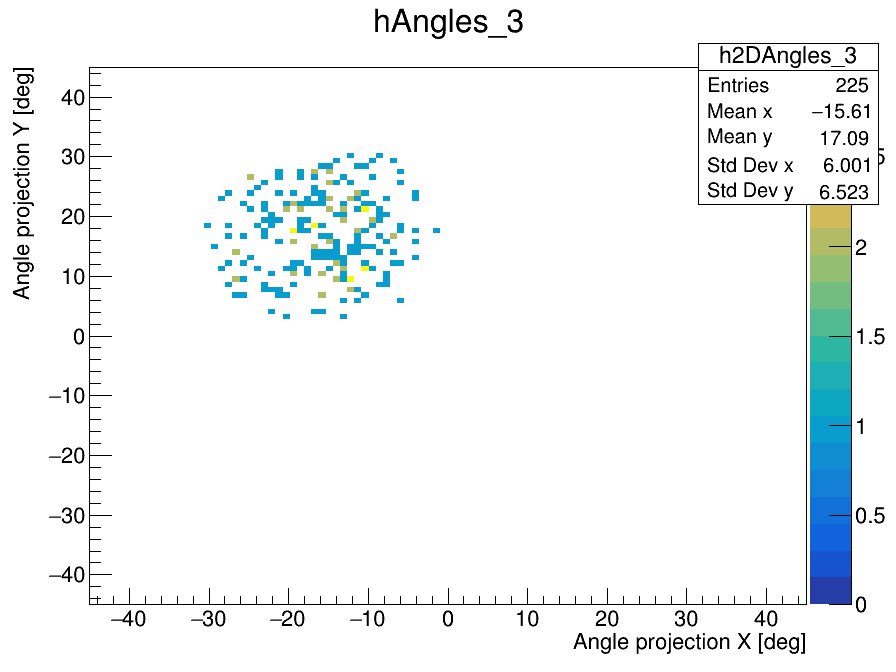 hAngles_3
h2DAngles_3
Entries 225
Mean x −15.61
Mean y 17.09
Std Dev x 6.001
Std Dev y 6.523
Angle projection Y [deg]
40
30
20
10
0
−10
−20
−30
−40
−40 −30 −20 −10 0 10 20 30 40
Angle projection X [deg]
5
2
1.5
1
0.5
0